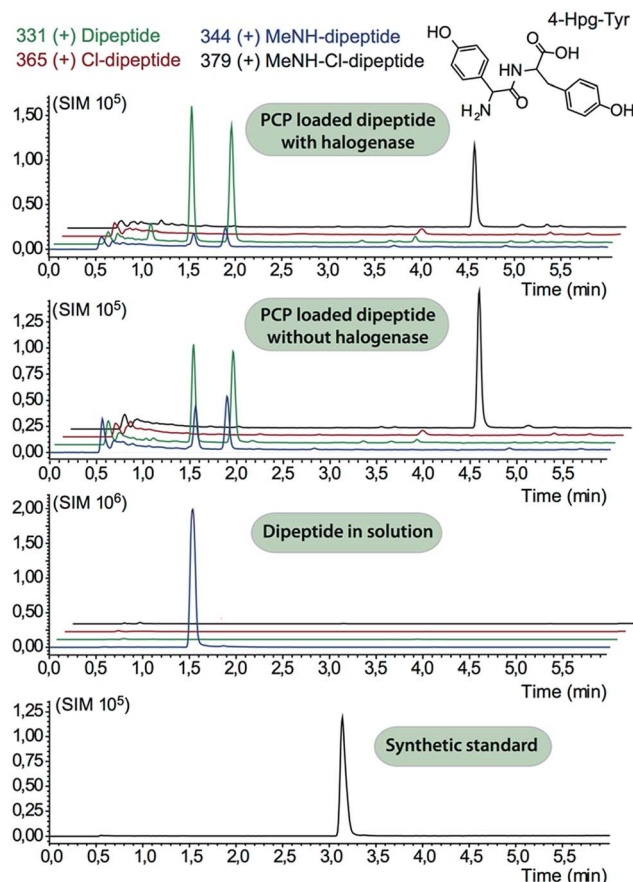 331 (+) Dipeptide 344 (+) MeNH-dipeptide
365 (+) Cl-dipeptide 379 (+) MeNH-Cl-dipeptide
4-Hpg-Tyr
HO
O
OH
HN
H₂N
O
OH
(SIM 10⁵)
PCP loaded dipeptide
with halogenase
1,50
1,00
0,50
0,00
0,5 1,0 1,5 2,0 2,5 3,0 3,5 4,0 4,5 5,0 5,5
Time (min)
(SIM 10⁵)
PCP loaded dipeptide
without halogenase
1,25
1,00
0,75
0,50
0,25
0,00
0,5 1,0 1,5 2,0 2,5 3,0 3,5 4,0 4,5 5,0 5,5
Time (min)
(SIM 10⁶)
Dipeptide in solution
2,00
1,50
1,00
0,50
0,00
0,5 1,0 1,5 2,0 2,5 3,0 3,5 4,0 4,5 5,0 5,5
Time (min)
(SIM 10⁵)
Synthetic standard
1,25
1,00
0,75
0,50
0,25
0,00
0,5 1,0 1,5 2,0 2,5 3,0 3,5 4,0 4,5 5,0 5,5
Time (min)